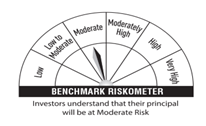 Low
Low to
Moderate
Moderate
Moderately
High
High
Very High
BENCHMARK RISKOMETER
Investors understand that their principal
will be at Moderate Risk